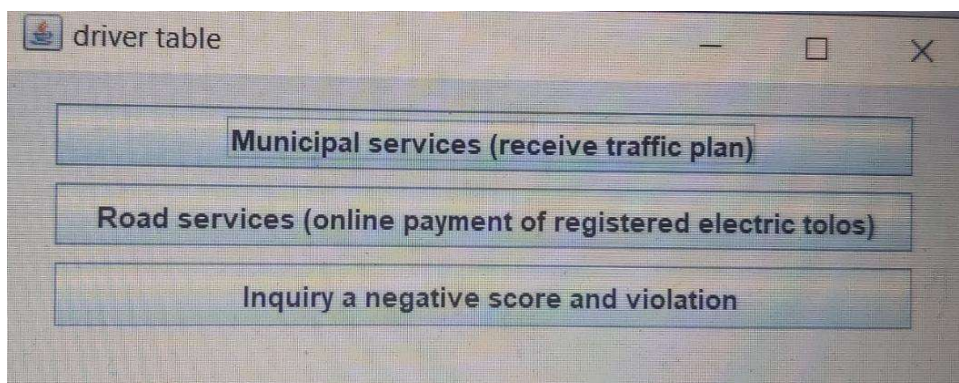 driver table
Municipal services (receive traffic plan)
Road services (online payment of registered electric tolos)
Inquiry a negative score and violation